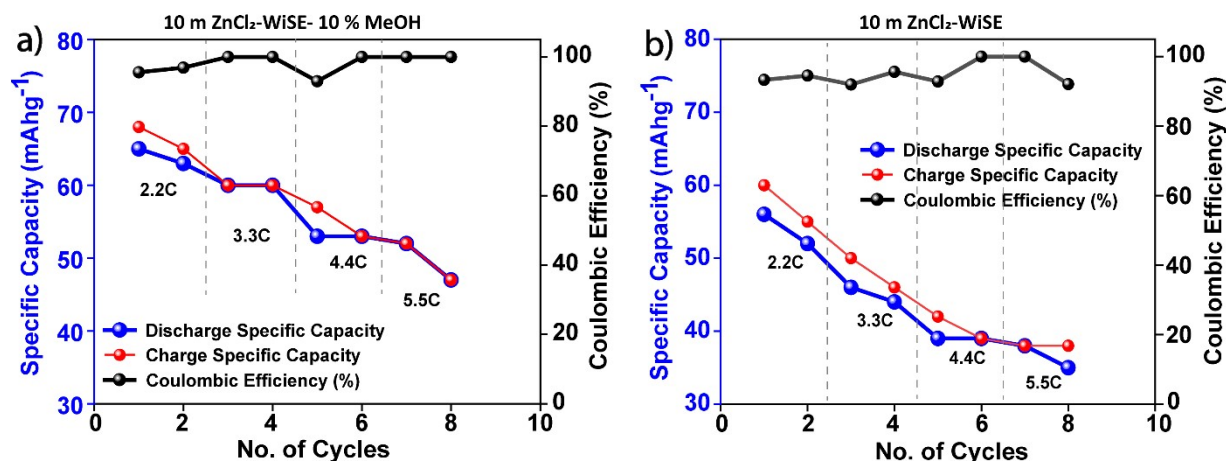 10 m ZnCl₂-WiSE- 10 % MeOH
a)
Specific Capacity (mAhg⁻¹)
80
70
60
50
40
30
2.2C
3.3C
4.4C
5.5C
Discharge Specific Capacity
Charge Specific Capacity
Coulombic Efficiency (%)
0 2 4 6 8 10
No. of Cycles
100
80
60
40
20
0
Coulombic Efficiency (%)
10 m ZnCl₂-WiSE
b)
Specific Capacity (mAhg⁻¹)
80
70
60
50
40
30
Discharge Specific Capacity
Charge Specific Capacity
Coulombic Efficiency (%)
2.2C
3.3C
4.4C
5.5C
0 2 4 6 8 10
No. of Cycles
100
80
60
40
20
0
Coulombic Efficiency (%)